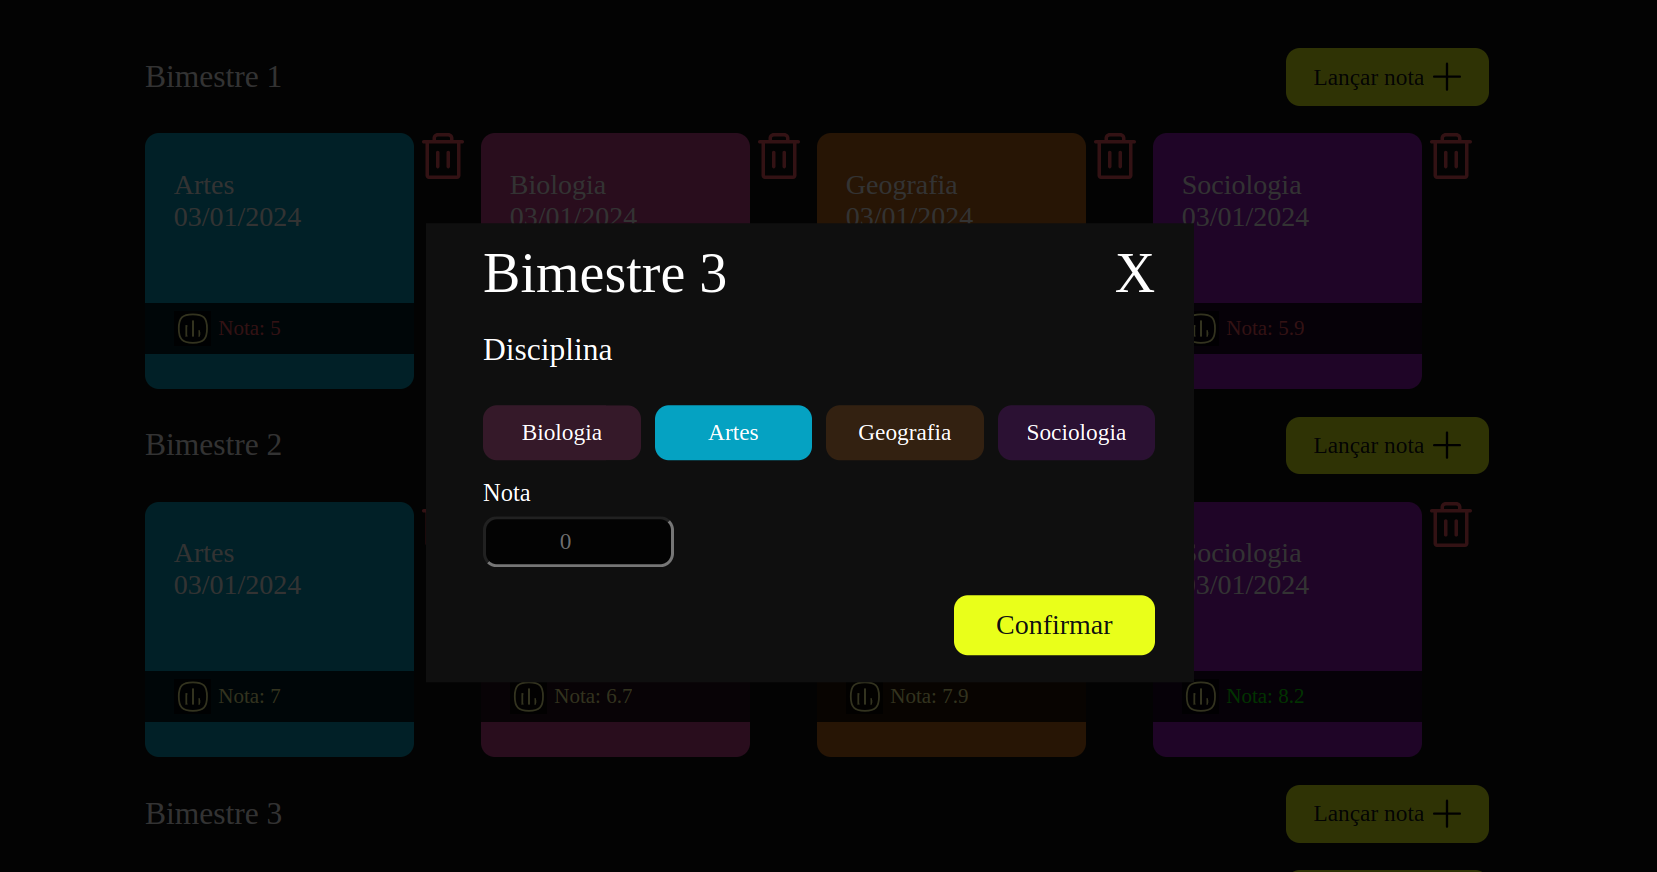 Bimestre 1
Lançar nota
Artes
03/01/2024
Biologia
03/01/2024
Geografia
03/01/2024
Sociologia
03/01/2024
Nota: 5
Nota: 5.9
Bimestre 3
X
Disciplina
Biologia
Artes
Geografia
Sociologia
Nota
0
Confirmar
Bimestre 2
Lançar nota
Artes
03/01/2024
Sociologia
03/01/2024
Nota: 7
Nota: 6.7
Nota: 7.9
Nota: 8.2
Bimestre 3
Lançar nota